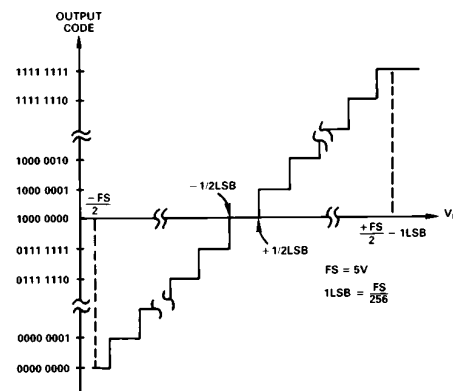 OUTPUT
CODE
1111 1111
1111 1110
1000 0010
1000 0001
1000 0000
0111 1111
0111 1110
0000 0001
0000 0000
-FS
2
-1/2LSB
+1/2LSB
+FS
2
- 1LSB
FS = 5V
1LSB = FS
256